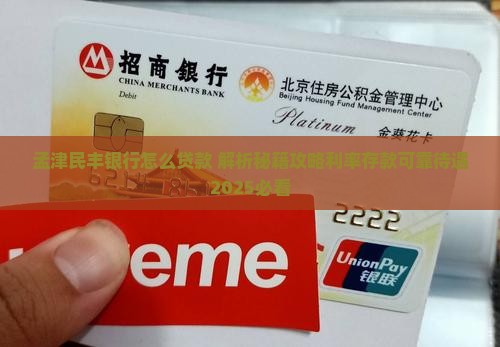 招商银行
CHINA MERCHANTS BANK
Debit
北京住房公积金管理中心
Beijing Housing Fund Management Center
Platinum
金葵花卡
孟津民丰银行怎么贷款 解析秘籍攻略利率存款可靠待遇
2025必看
2222
UnionPay
银联
eme